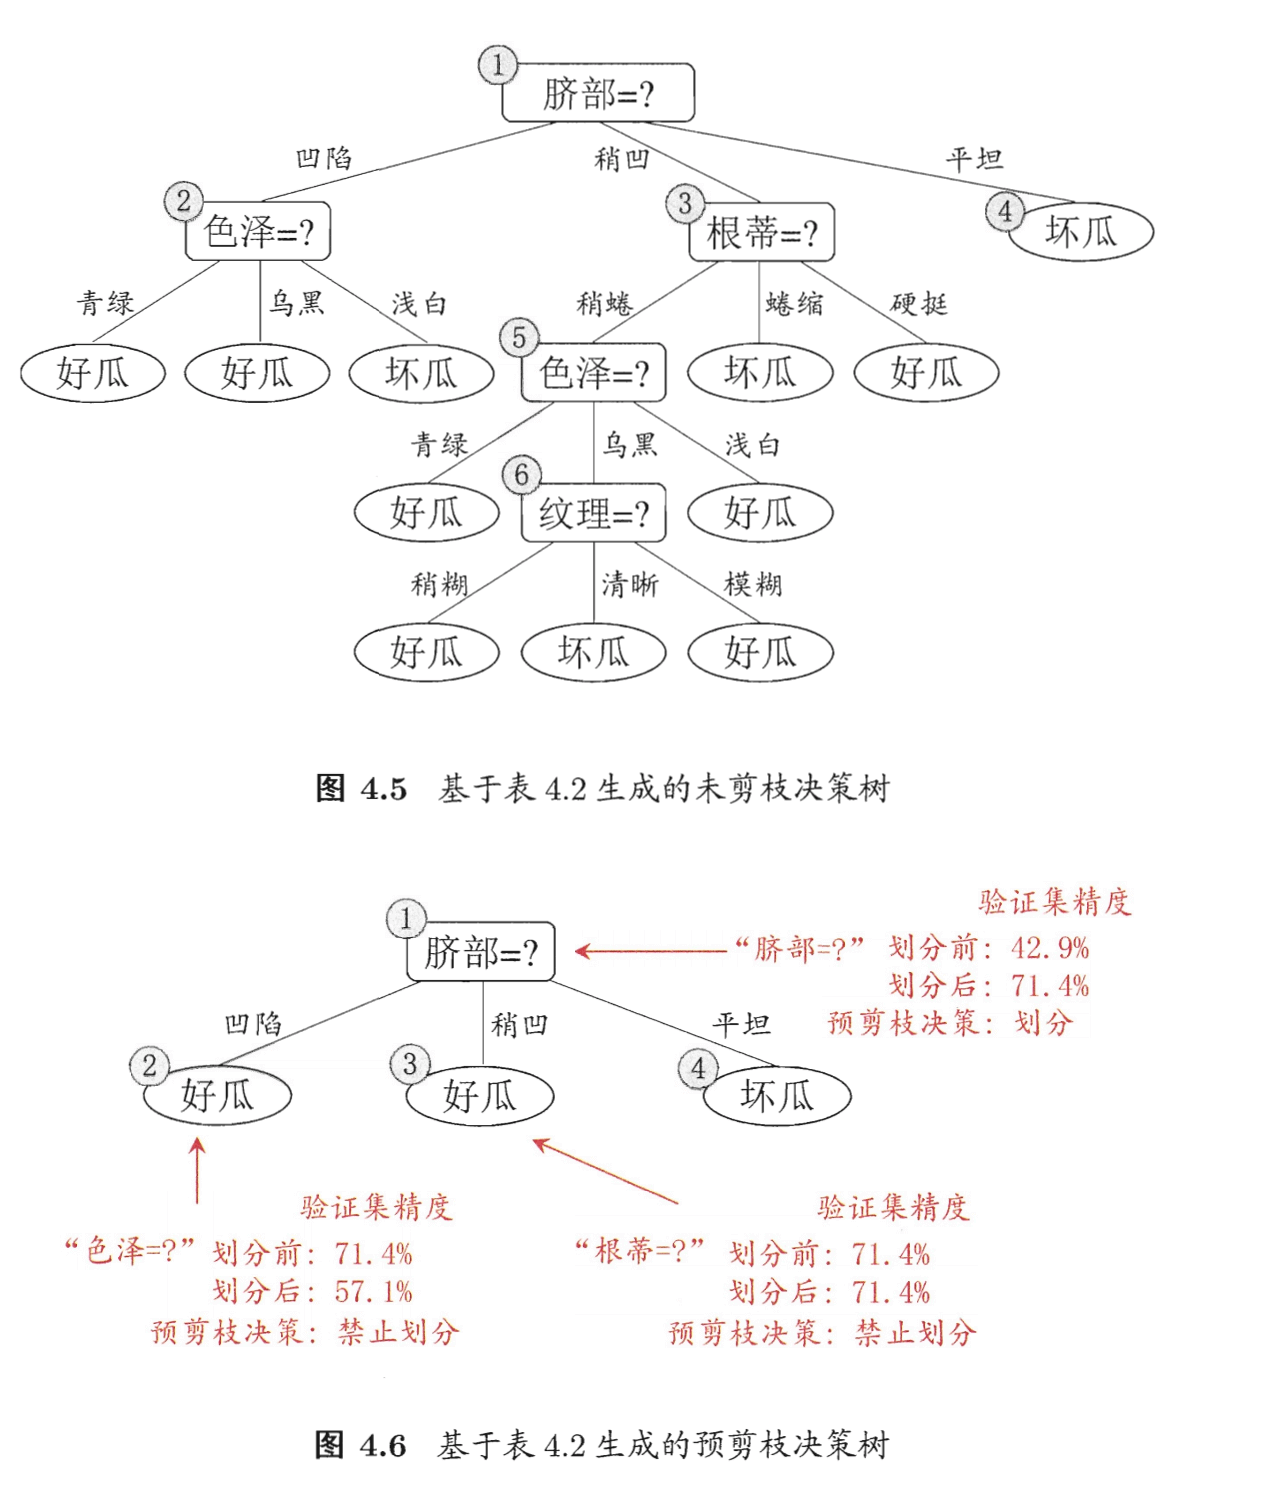 ① 脐部=?
凹陷 稍凹 平坦
② 色泽=? ③ 根蒂=? ④ 坏瓜
青绿 乌黑 浅白 稍蜷 蜷缩 硬挺
好瓜 好瓜 坏瓜 ⑤ 色泽=? 坏瓜 好瓜
青绿 乌黑 浅白
好瓜 ⑥ 纹理=? 好瓜
稍糊 清晰 模糊
好瓜 坏瓜 好瓜
图 4.5 基于表 4.2 生成的未剪枝决策树
验证集精度
① 脐部=? “脐部=?” 划分前: 42.9%
划分后: 71.4%
预剪枝决策: 划分
凹陷 稍凹 平坦
② 好瓜 ③ 好瓜 ④ 坏瓜
验证集精度 验证集精度
“色泽=?” 划分前: 71.4% “根蒂=?” 划分前: 71.4%
划分后: 57.1% 划分后: 71.4%
预剪枝决策: 禁止划分 预剪枝决策: 禁止划分
图 4.6 基于表 4.2 生成的预剪枝决策树